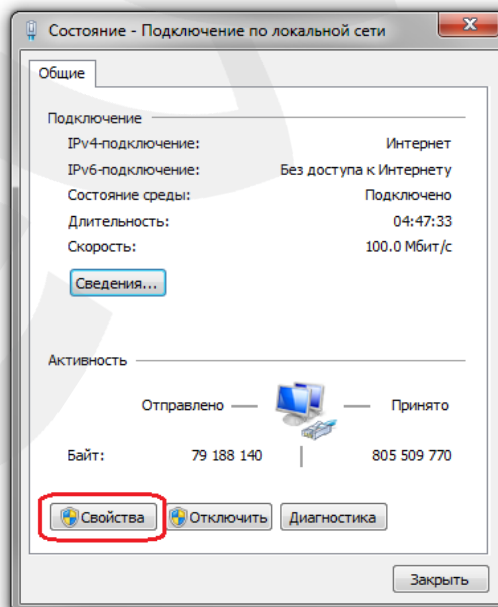 Состояние - Подключение по локальной сети
Общие
Подключение
IPv4-подключение: Интернет
IPv6-подключение: Без доступа к Интернету
Состояние среды: Подключено
Длительность: 04:47:33
Скорость: 100.0 Мбит/с
Сведения...
Активность
Отправлено — — Принято
Байт: 79 188 140 | 805 509 770
Свойства Отключить Диагностика
Закрыть